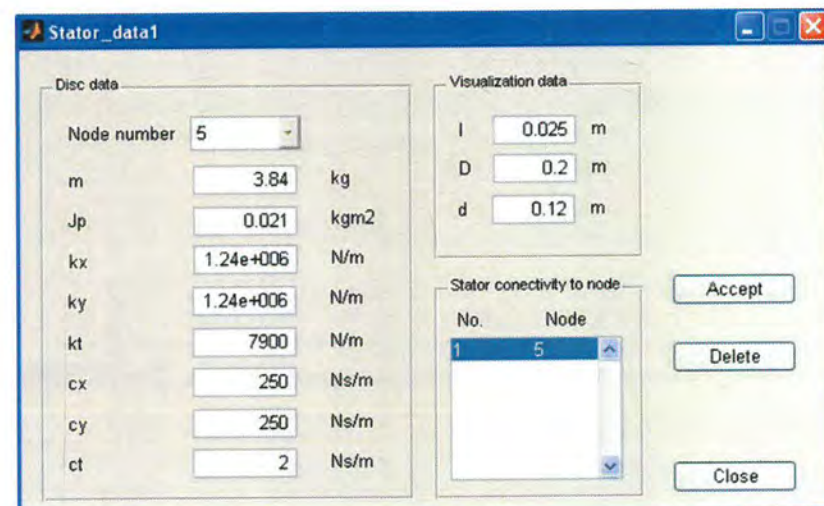 Stator_data1
Disc data
Node number 5
m 3.84 kg
Jp 0.021 kgm2
kx 1.24e+006 N/m
ky 1.24e+006 N/m
kt 7900 N/m
cx 250 Ns/m
cy 250 Ns/m
ct 2 Ns/m
Visualization data
l 0.025 m
D 0.2 m
d 0.12 m
Stator conectivity to node
No. Node
1 5
Accept
Delete
Close